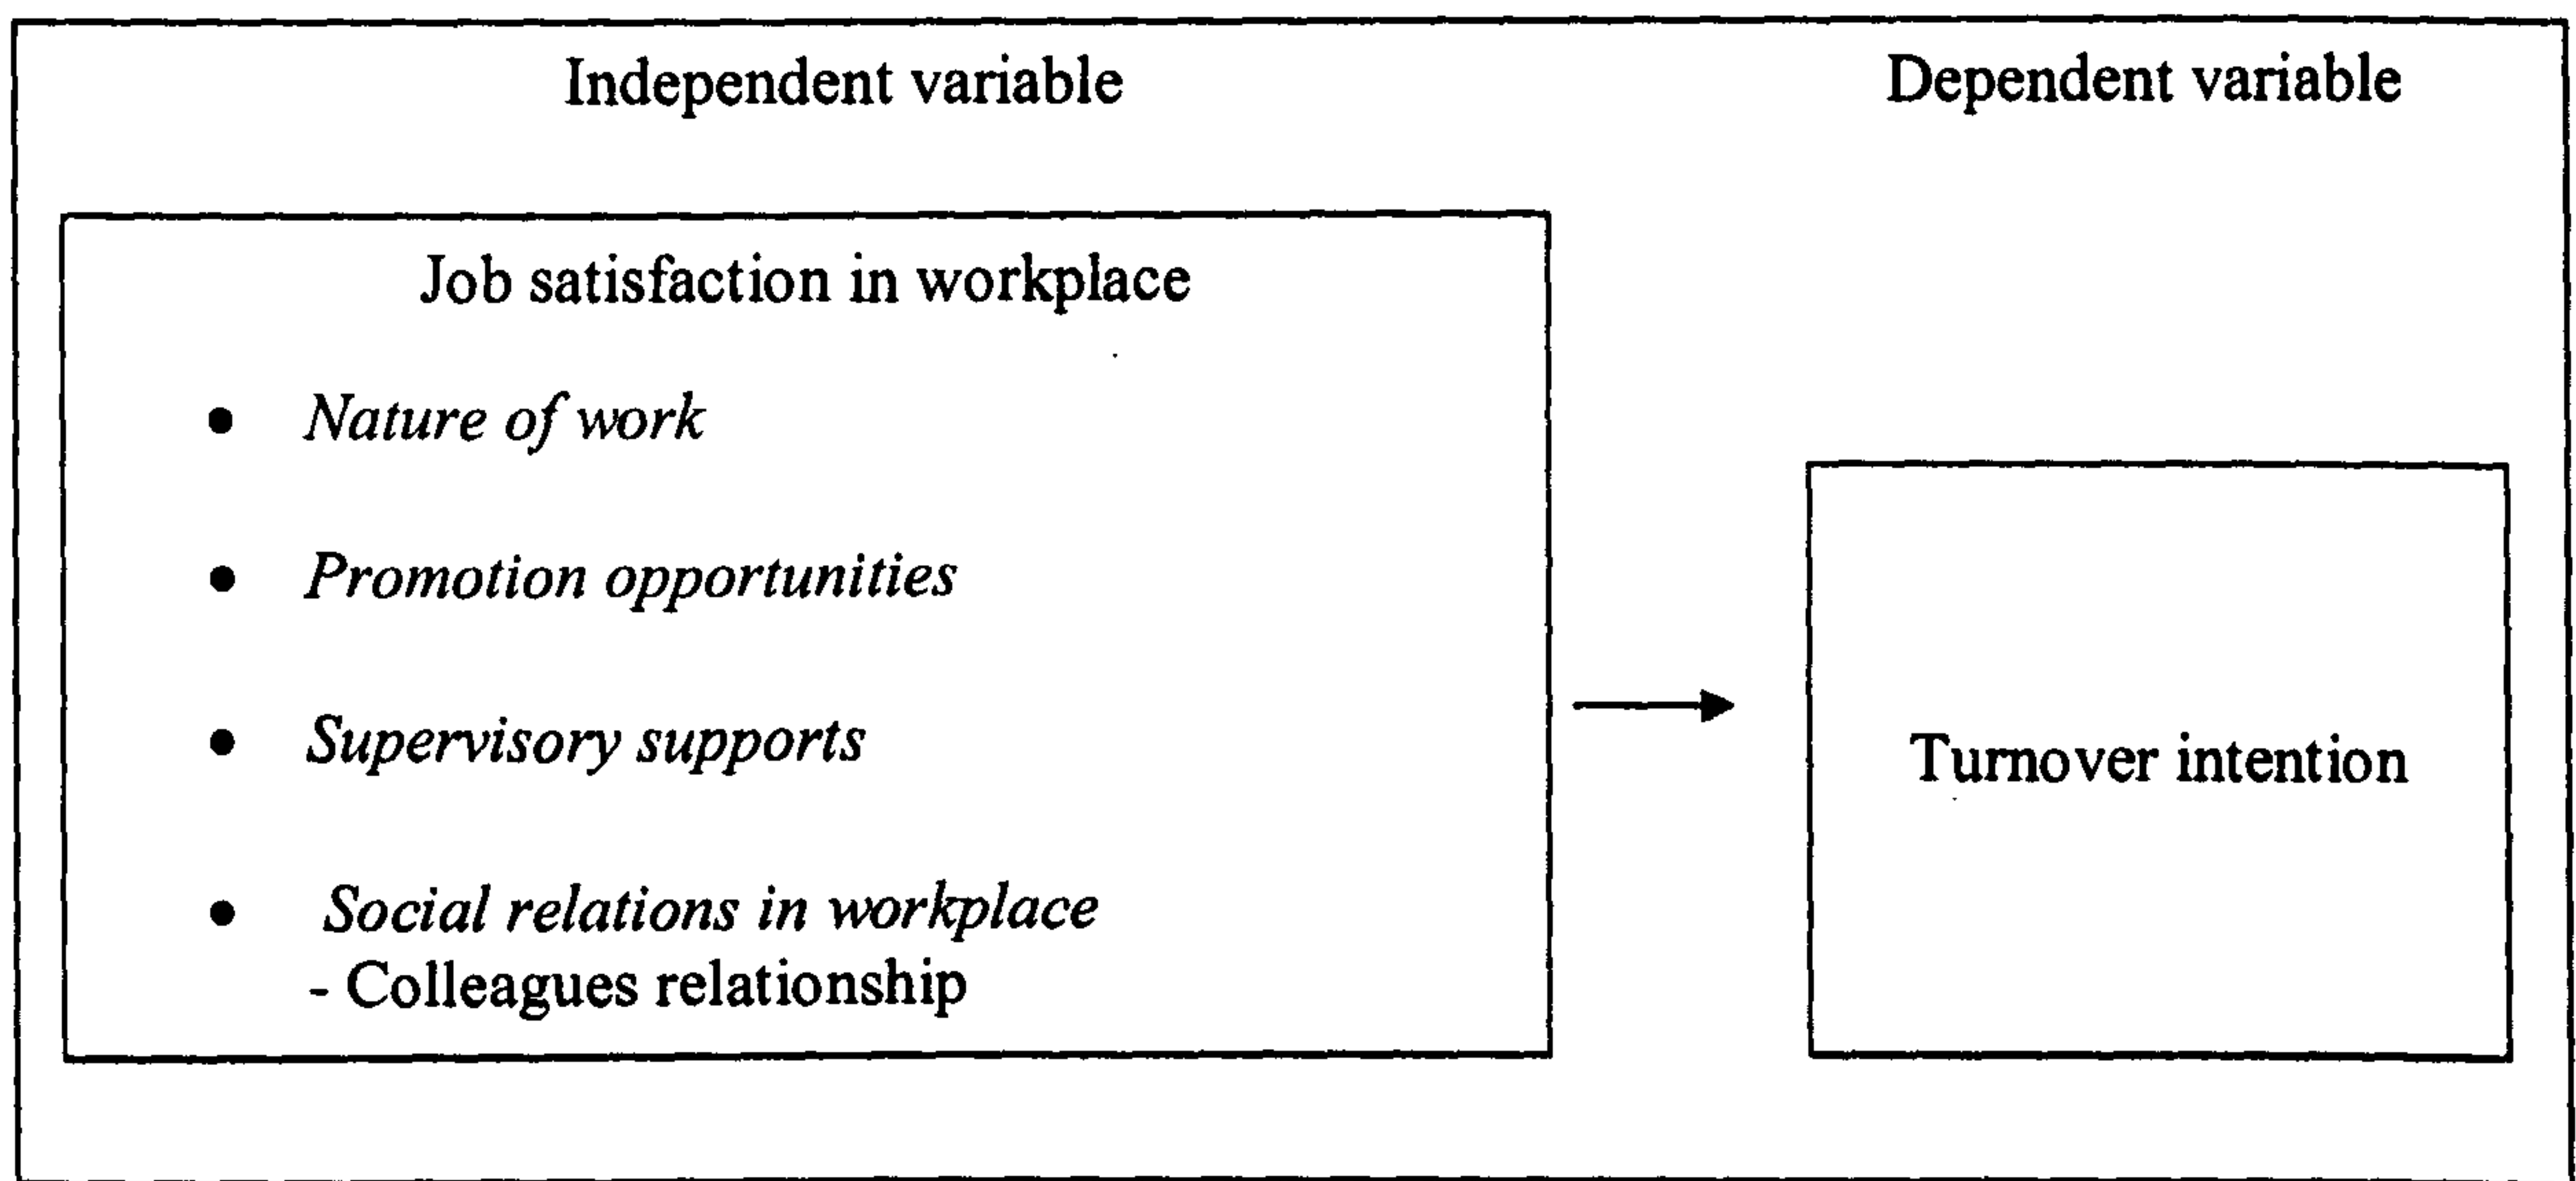 Independent variable
Dependent variable
Job satisfaction in workplace
• Nature of work
• Promotion opportunities
• Supervisory supports
• Social relations in workplace
- Colleagues relationship
Turnover intention